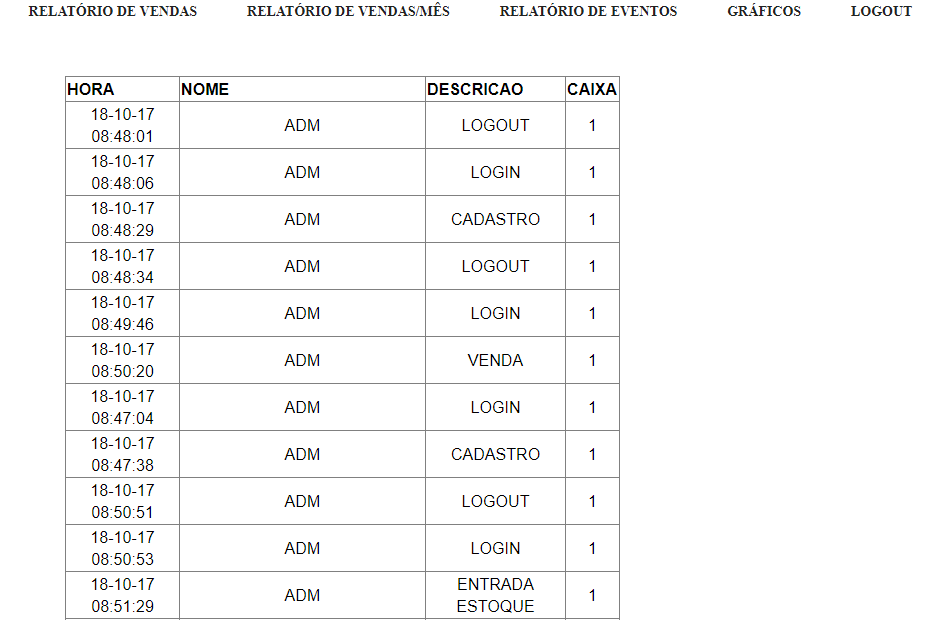 RELATÓRIO DE VENDAS RELATÓRIO DE VENDAS/MÊS RELATÓRIO DE EVENTOS GRÁFICOS LOGOUT
HORA NOME DESCRICAO CAIXA
18-10-17
08:48:01 ADM LOGOUT 1
18-10-17
08:48:06 ADM LOGIN 1
18-10-17
08:48:29 ADM CADASTRO 1
18-10-17
08:48:34 ADM LOGOUT 1
18-10-17
08:49:46 ADM LOGIN 1
18-10-17
08:50:20 ADM VENDA 1
18-10-17
08:47:04 ADM LOGIN 1
18-10-17
08:47:38 ADM CADASTRO 1
18-10-17
08:50:51 ADM LOGOUT 1
18-10-17
08:50:53 ADM LOGIN 1
18-10-17
08:51:29 ADM ENTRADA
ESTOQUE 1